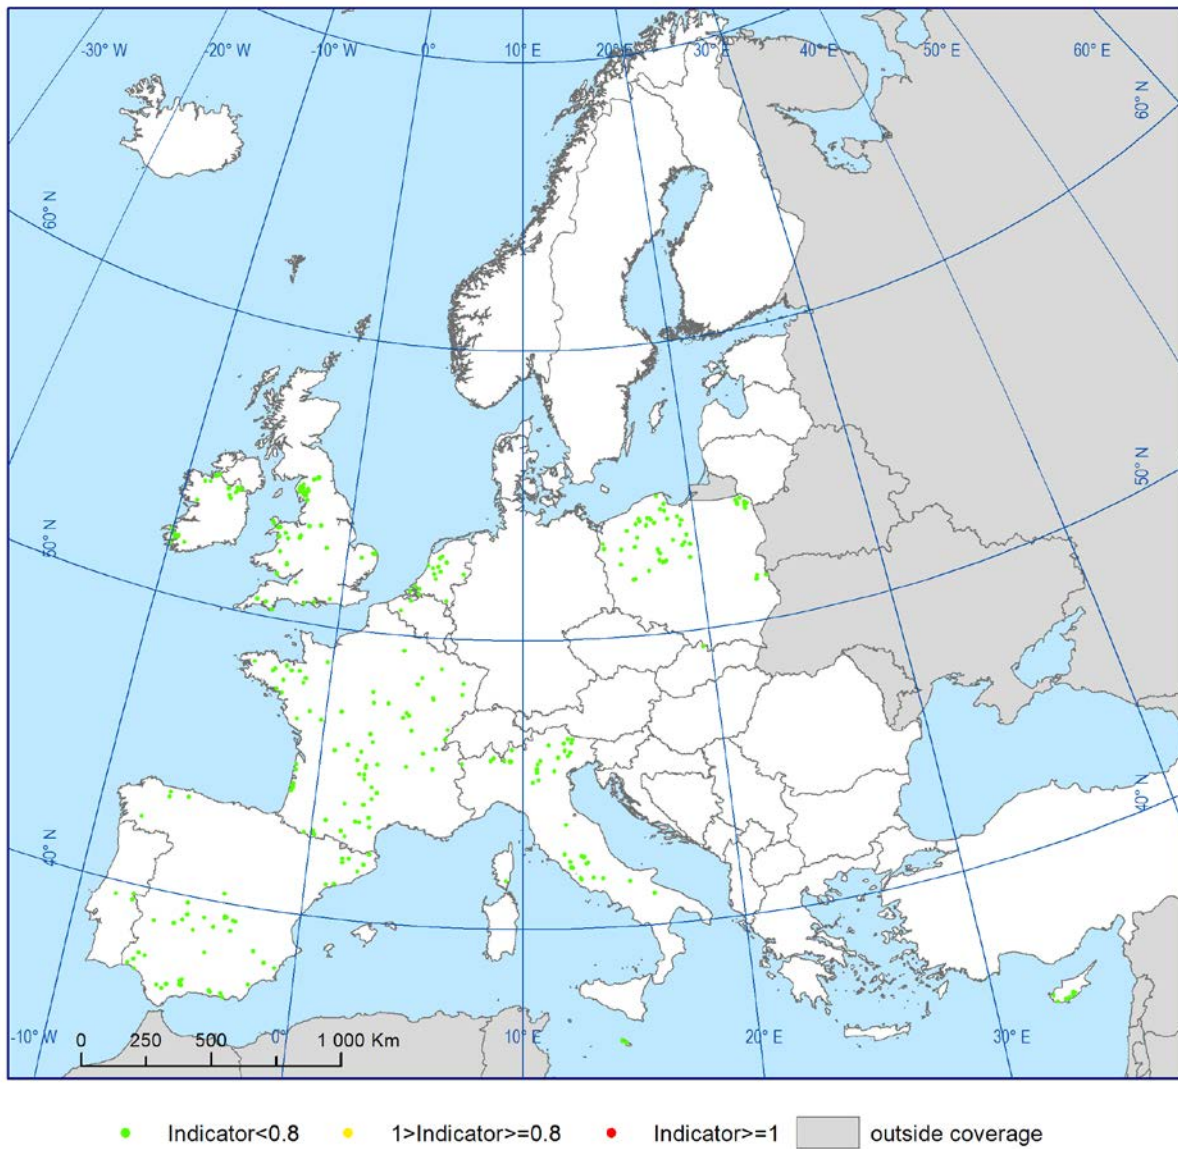 -30° W -20° W -10° W 0° 10° E 20° E 30° E 40° E 50° E 60° E
60° N
60° N
50° N
50° N
40° N
40° N
-10° W 0° 10° E 20° E 30° E
0 250 500 1 000 Km
Indicator<0.8 1>Indicator>=0.8 Indicator>=1 outside coverage